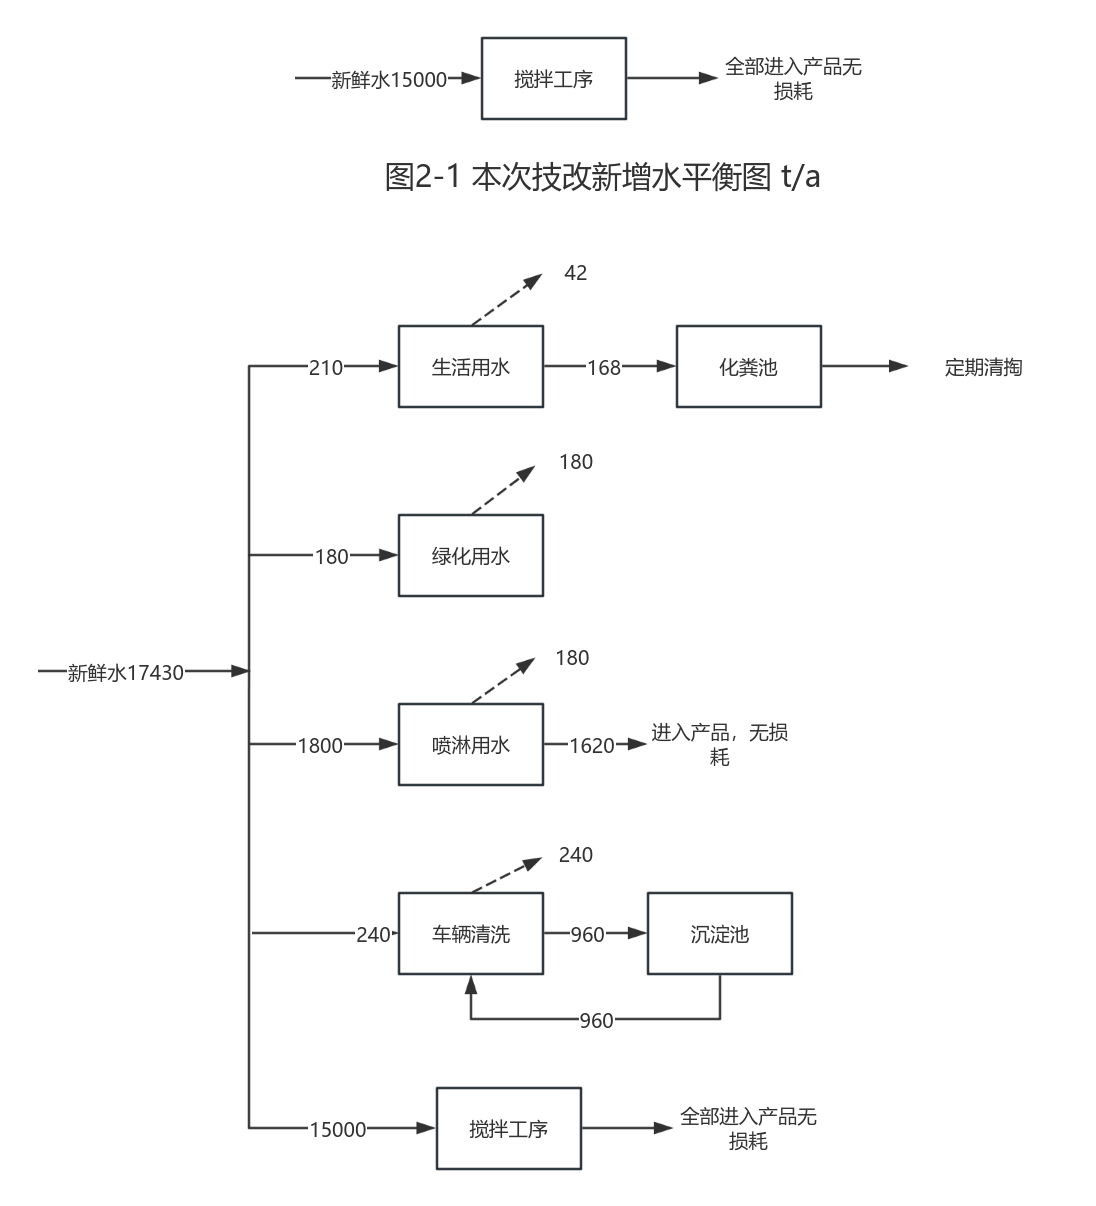 新鲜水15000
搅拌工序
全部进入产品无
损耗
图2-1 本次技改新增水平衡图 t/a
42
210
生活用水
168
化粪池
定期清掏
180
180
绿化用水
新鲜水17430
180
1800
喷淋用水
1620
进入产品，无损
耗
240
240
车辆清洗
960
沉淀池
960
15000
搅拌工序
全部进入产品无
损耗